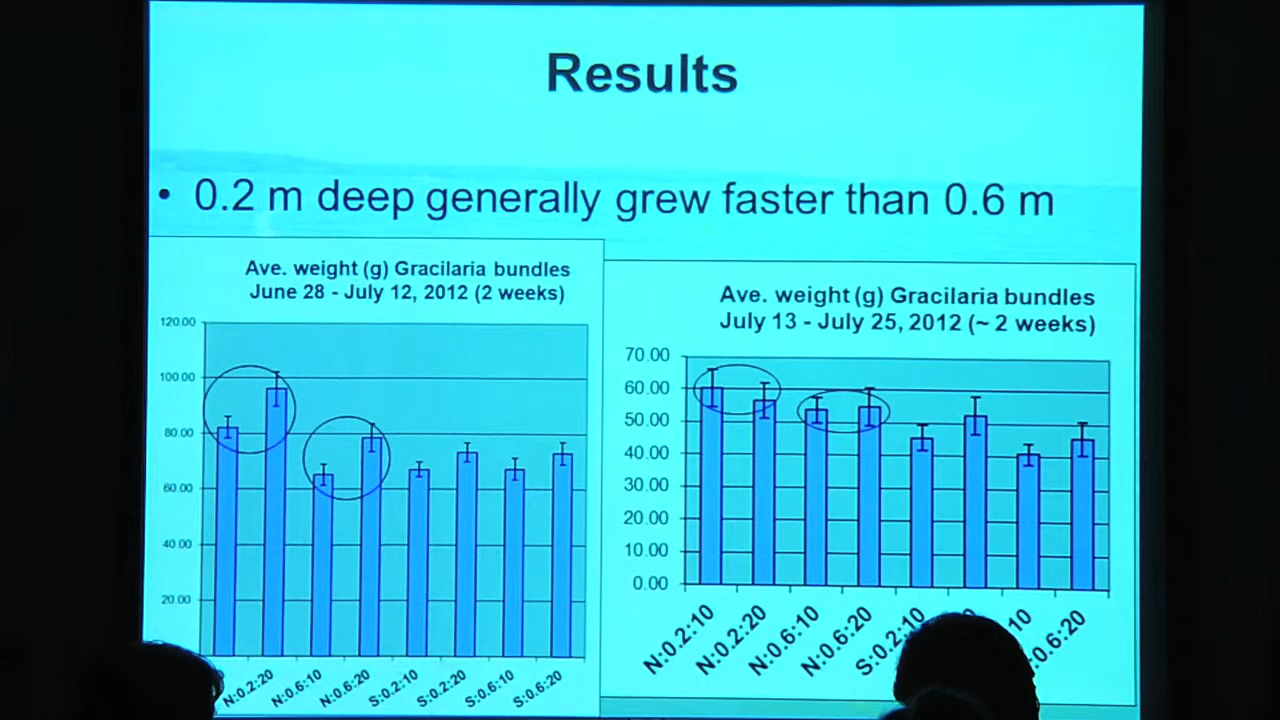 Results
• 0.2 m deep generally grew faster than 0.6 m
Ave. weight (g) Gracilaria bundles
June 28 - July 12, 2012 (2 weeks)
120.00
100.00
80.00
60.00
40.00
20.00
N:0.2:20
N:0.6:10
N:0.6:20
S:0.2:10
S:0.2:20
S:0.6:10
S:0.6:20
Ave. weight (g) Gracilaria bundles
July 13 - July 25, 2012 (~ 2 weeks)
70.00
60.00
50.00
40.00
30.00
20.00
10.00
0.00
N:0.2:10
N:0.2:20
N:0.6:10
N:0.6:20
S:0.2:10
10
:0.6:20